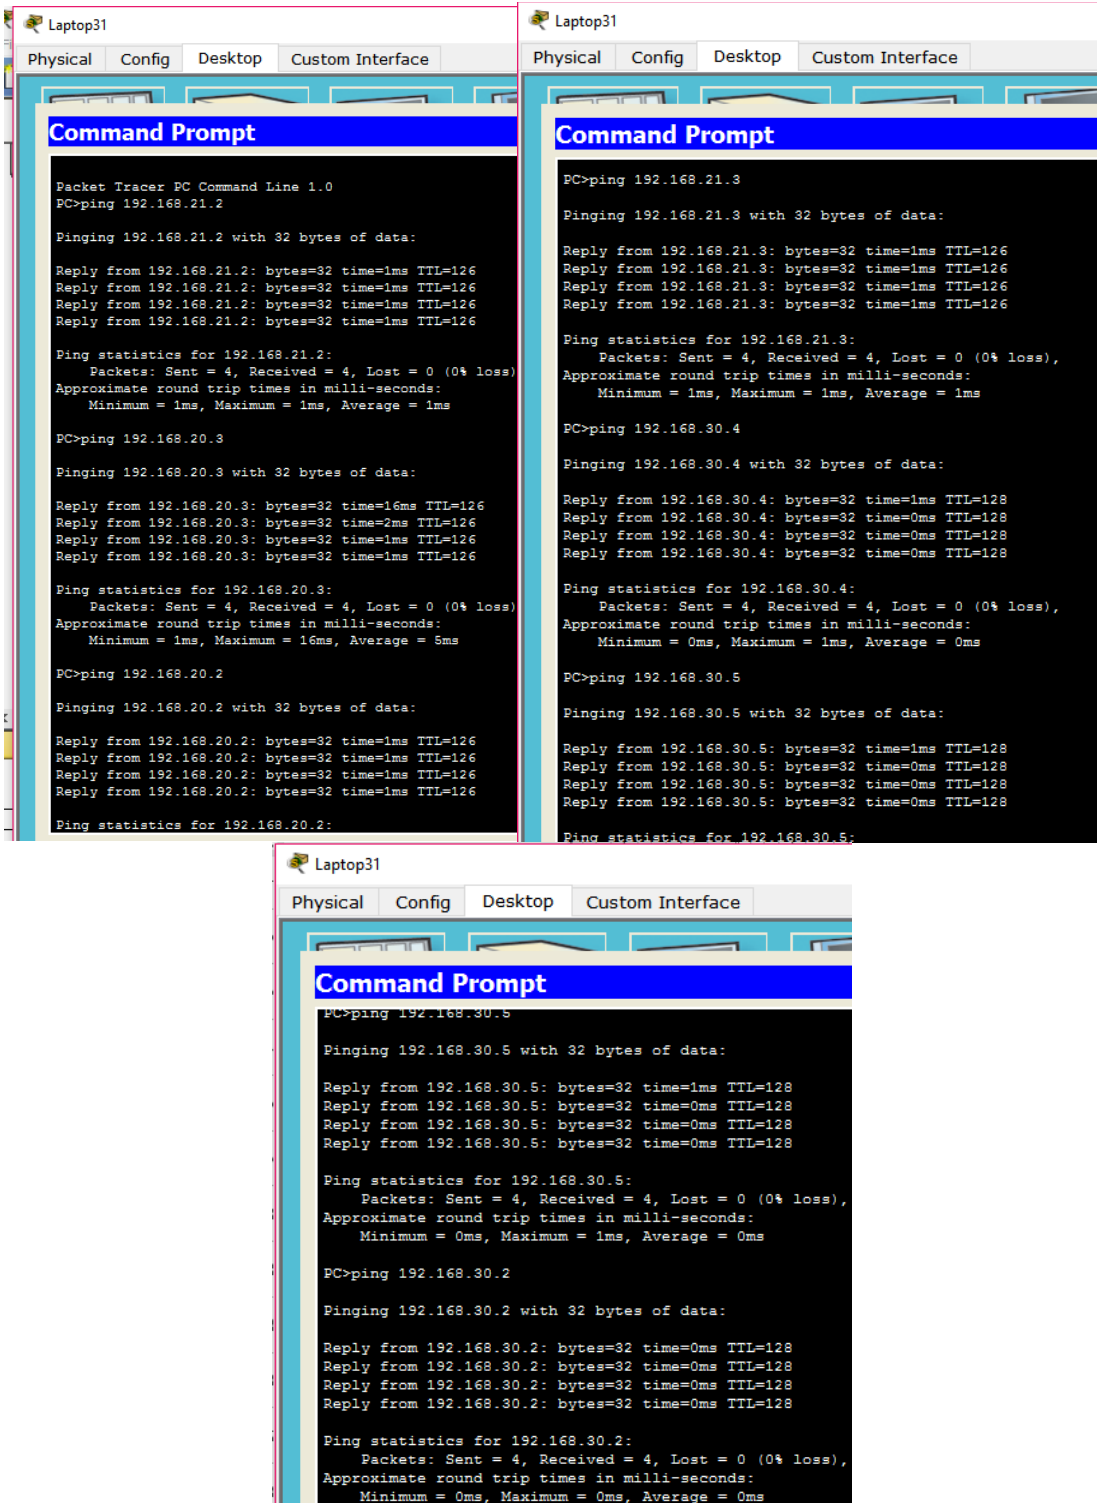 Laptop31
Physical Config Desktop Custom Interface
Command Prompt
Packet Tracer PC Command Line 1.0
PC>ping 192.168.21.2
Pinging 192.168.21.2 with 32 bytes of data:
Reply from 192.168.21.2: bytes=32 time=1ms TTL=126
Reply from 192.168.21.2: bytes=32 time=1ms TTL=126
Reply from 192.168.21.2: bytes=32 time=1ms TTL=126
Reply from 192.168.21.2: bytes=32 time=1ms TTL=126
Ping statistics for 192.168.21.2:
Packets: Sent = 4, Received = 4, Lost = 0 (0% loss)
Approximate round trip times in milli-seconds:
Minimum = 1ms, Maximum = 1ms, Average = 1ms
PC>ping 192.168.20.3
Pinging 192.168.20.3 with 32 bytes of data:
Reply from 192.168.20.3: bytes=32 time=16ms TTL=126
Reply from 192.168.20.3: bytes=32 time=2ms TTL=126
Reply from 192.168.20.3: bytes=32 time=1ms TTL=126
Reply from 192.168.20.3: bytes=32 time=1ms TTL=126
Ping statistics for 192.168.20.3:
Packets: Sent = 4, Received = 4, Lost = 0 (0% loss)
Approximate round trip times in milli-seconds:
Minimum = 1ms, Maximum = 16ms, Average = 5ms
PC>ping 192.168.20.2
Pinging 192.168.20.2 with 32 bytes of data:
Reply from 192.168.20.2: bytes=32 time=1ms TTL=126
Reply from 192.168.20.2: bytes=32 time=1ms TTL=126
Reply from 192.168.20.2: bytes=32 time=1ms TTL=126
Reply from 192.168.20.2: bytes=32 time=1ms TTL=126
Ping statistics for 192.168.20.2:
Laptop31
Physical Config Desktop Custom Interface
Command Prompt
PC>ping 192.168.21.3
Pinging 192.168.21.3 with 32 bytes of data:
Reply from 192.168.21.3: bytes=32 time=1ms TTL=126
Reply from 192.168.21.3: bytes=32 time=1ms TTL=126
Reply from 192.168.21.3: bytes=32 time=1ms TTL=126
Reply from 192.168.21.3: bytes=32 time=1ms TTL=126
Ping statistics for 192.168.21.3:
Packets: Sent = 4, Received = 4, Lost = 0 (0% loss),
Approximate round trip times in milli-seconds:
Minimum = 1ms, Maximum = 1ms, Average = 1ms
PC>ping 192.168.30.4
Pinging 192.168.30.4 with 32 bytes of data:
Reply from 192.168.30.4: bytes=32 time=1ms TTL=128
Reply from 192.168.30.4: bytes=32 time=0ms TTL=128
Reply from 192.168.30.4: bytes=32 time=0ms TTL=128
Reply from 192.168.30.4: bytes=32 time=0ms TTL=128
Ping statistics for 192.168.30.4:
Packets: Sent = 4, Received = 4, Lost = 0 (0% loss),
Approximate round trip times in milli-seconds:
Minimum = 0ms, Maximum = 1ms, Average = 0ms
PC>ping 192.168.30.5
Pinging 192.168.30.5 with 32 bytes of data:
Reply from 192.168.30.5: bytes=32 time=1ms TTL=128
Reply from 192.168.30.5: bytes=32 time=0ms TTL=128
Reply from 192.168.30.5: bytes=32 time=0ms TTL=128
Reply from 192.168.30.5: bytes=32 time=0ms TTL=128
Ping statistics for 192.168.30.5:
Laptop31
Physical Config Desktop Custom Interface
Command Prompt
PC>ping 192.168.30.5
Pinging 192.168.30.5 with 32 bytes of data:
Reply from 192.168.30.5: bytes=32 time=1ms TTL=128
Reply from 192.168.30.5: bytes=32 time=0ms TTL=128
Reply from 192.168.30.5: bytes=32 time=0ms TTL=128
Reply from 192.168.30.5: bytes=32 time=0ms TTL=128
Ping statistics for 192.168.30.5:
Packets: Sent = 4, Received = 4, Lost = 0 (0% loss),
Approximate round trip times in milli-seconds:
Minimum = 0ms, Maximum = 1ms, Average = 0ms
PC>ping 192.168.30.2
Pinging 192.168.30.2 with 32 bytes of data:
Reply from 192.168.30.2: bytes=32 time=0ms TTL=128
Reply from 192.168.30.2: bytes=32 time=0ms TTL=128
Reply from 192.168.30.2: bytes=32 time=0ms TTL=128
Reply from 192.168.30.2: bytes=32 time=0ms TTL=128
Ping statistics for 192.168.30.2:
Packets: Sent = 4, Received = 4, Lost = 0 (0% loss),
Approximate round trip times in milli-seconds:
Minimum = 0ms, Maximum = 0ms, Average = 0ms